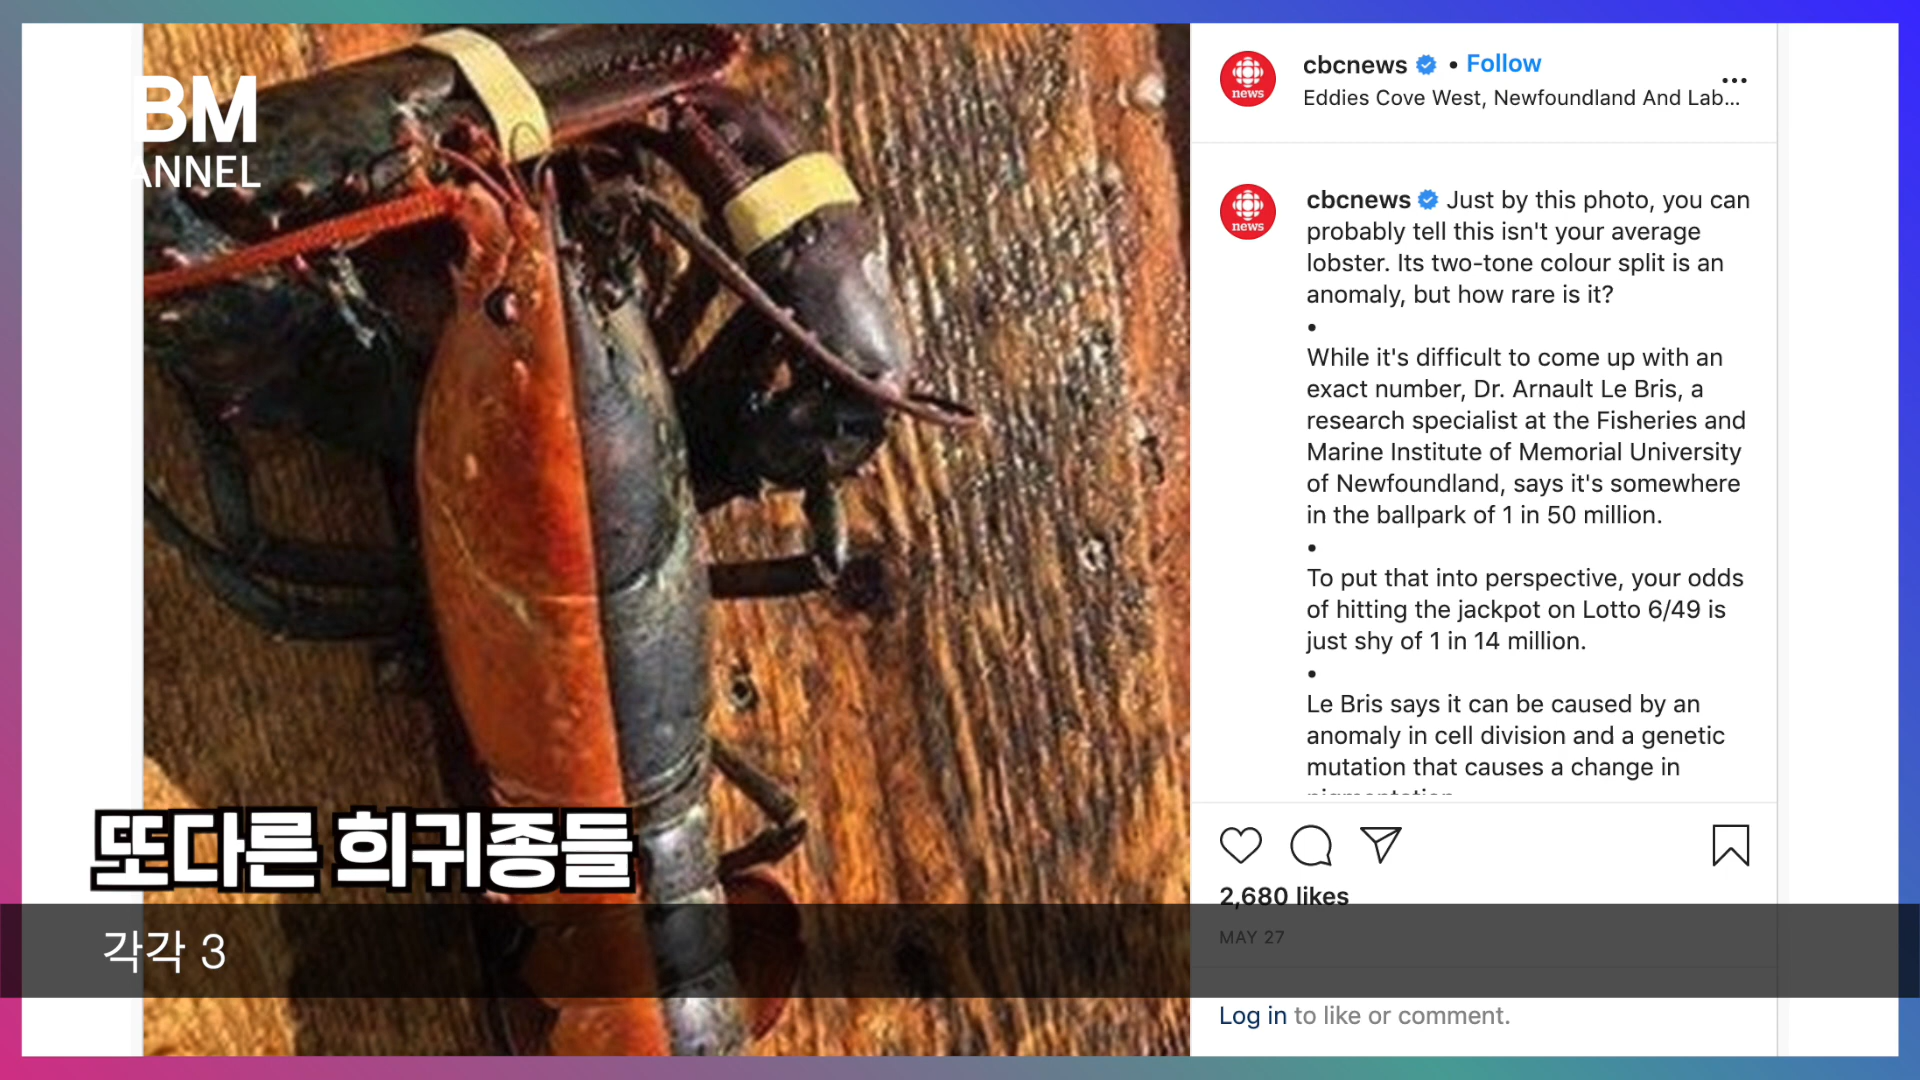 BM
ANNEL
cbcnews • Follow
Eddies Cove West, Newfoundland And Lab...
news
cbcnews Just by this photo, you can
probably tell this isn't your average
lobster. Its two-tone colour split is an
anomaly, but how rare is it?
•
While it's difficult to come up with an
exact number, Dr. Arnault Le Bris, a
research specialist at the Fisheries and
Marine Institute of Memorial University
of Newfoundland, says it's somewhere
in the ballpark of 1 in 50 million.
•
To put that into perspective, your odds
of hitting the jackpot on Lotto 6/49 is
just shy of 1 in 14 million.
•
Le Bris says it can be caused by an
anomaly in cell division and a genetic
mutation that causes a change in
news
2,680 likes
MAY 27
Log in to like or comment.
또다른 희귀종들
각각 3